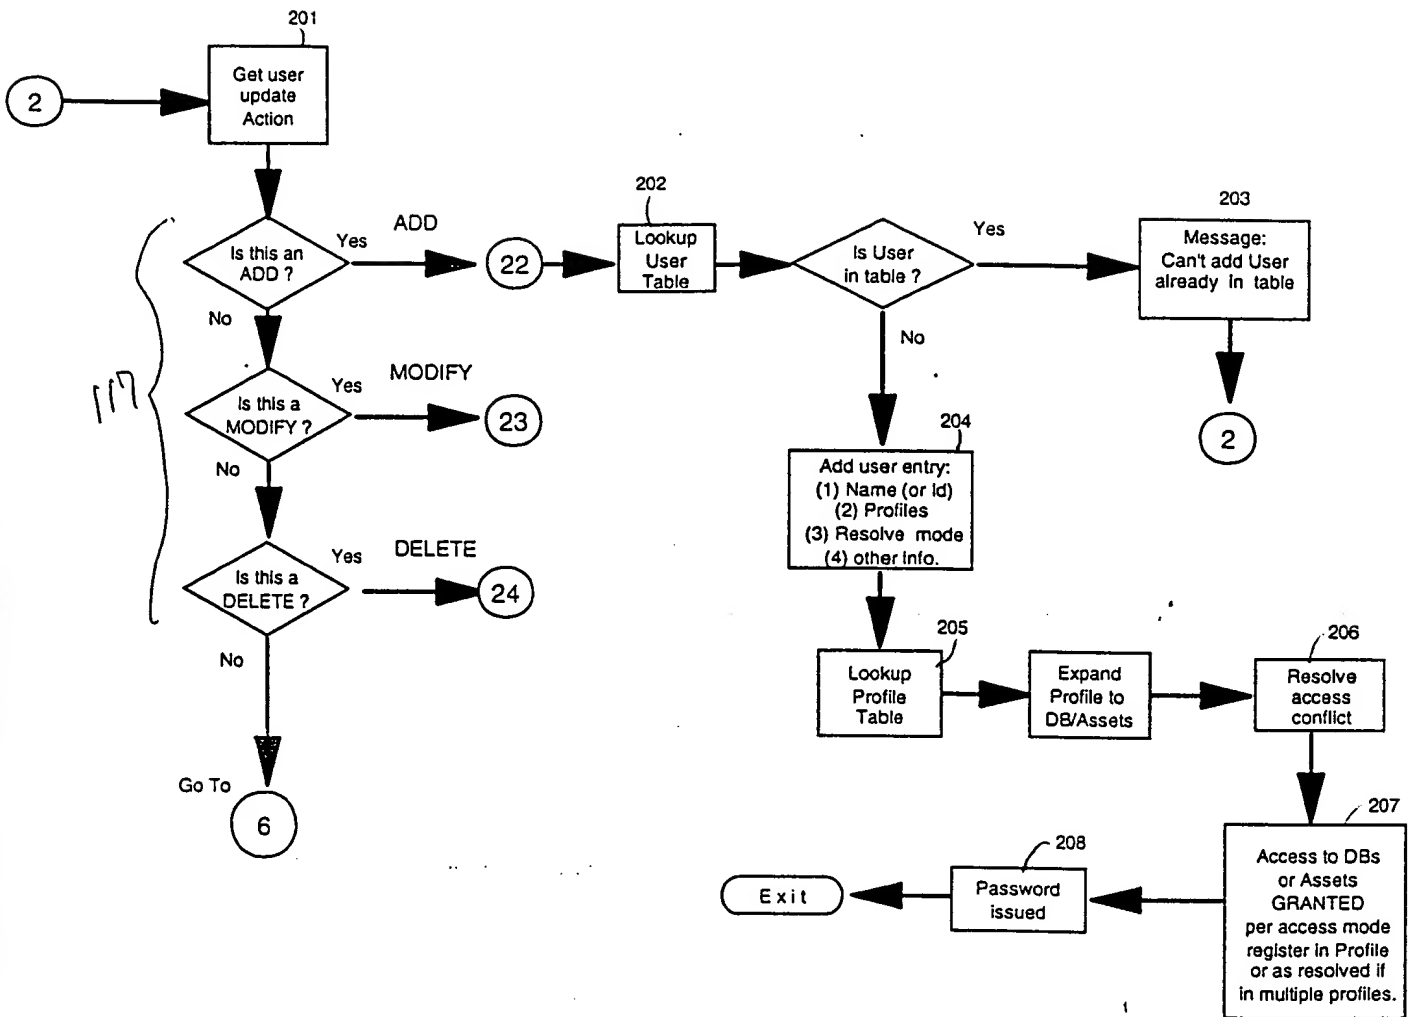 201
Get user
update
Action
2
Is this an
ADD ?
Yes
ADD
22
202
Lookup
User
Table
Is User
in table ?
Yes
203
Message:
Can't add User
already in table
2
No
No
117
Is this a
MODIFY ?
Yes
MODIFY
23
No
204
Add user entry:
(1) Name (or id)
(2) Profiles
(3) Resolve mode
(4) other info.
Is this a
DELETE ?
Yes
DELETE
24
No
Go To
6
205
Lookup
Profile
Table
Expand
Profile to
DB/Assets
206
Resolve
access
conflict
207
Access to DBs
or Assets
GRANTED
per access mode
register in Profile
or as resolved if
in multiple profiles.
208
Password
issued
Exit